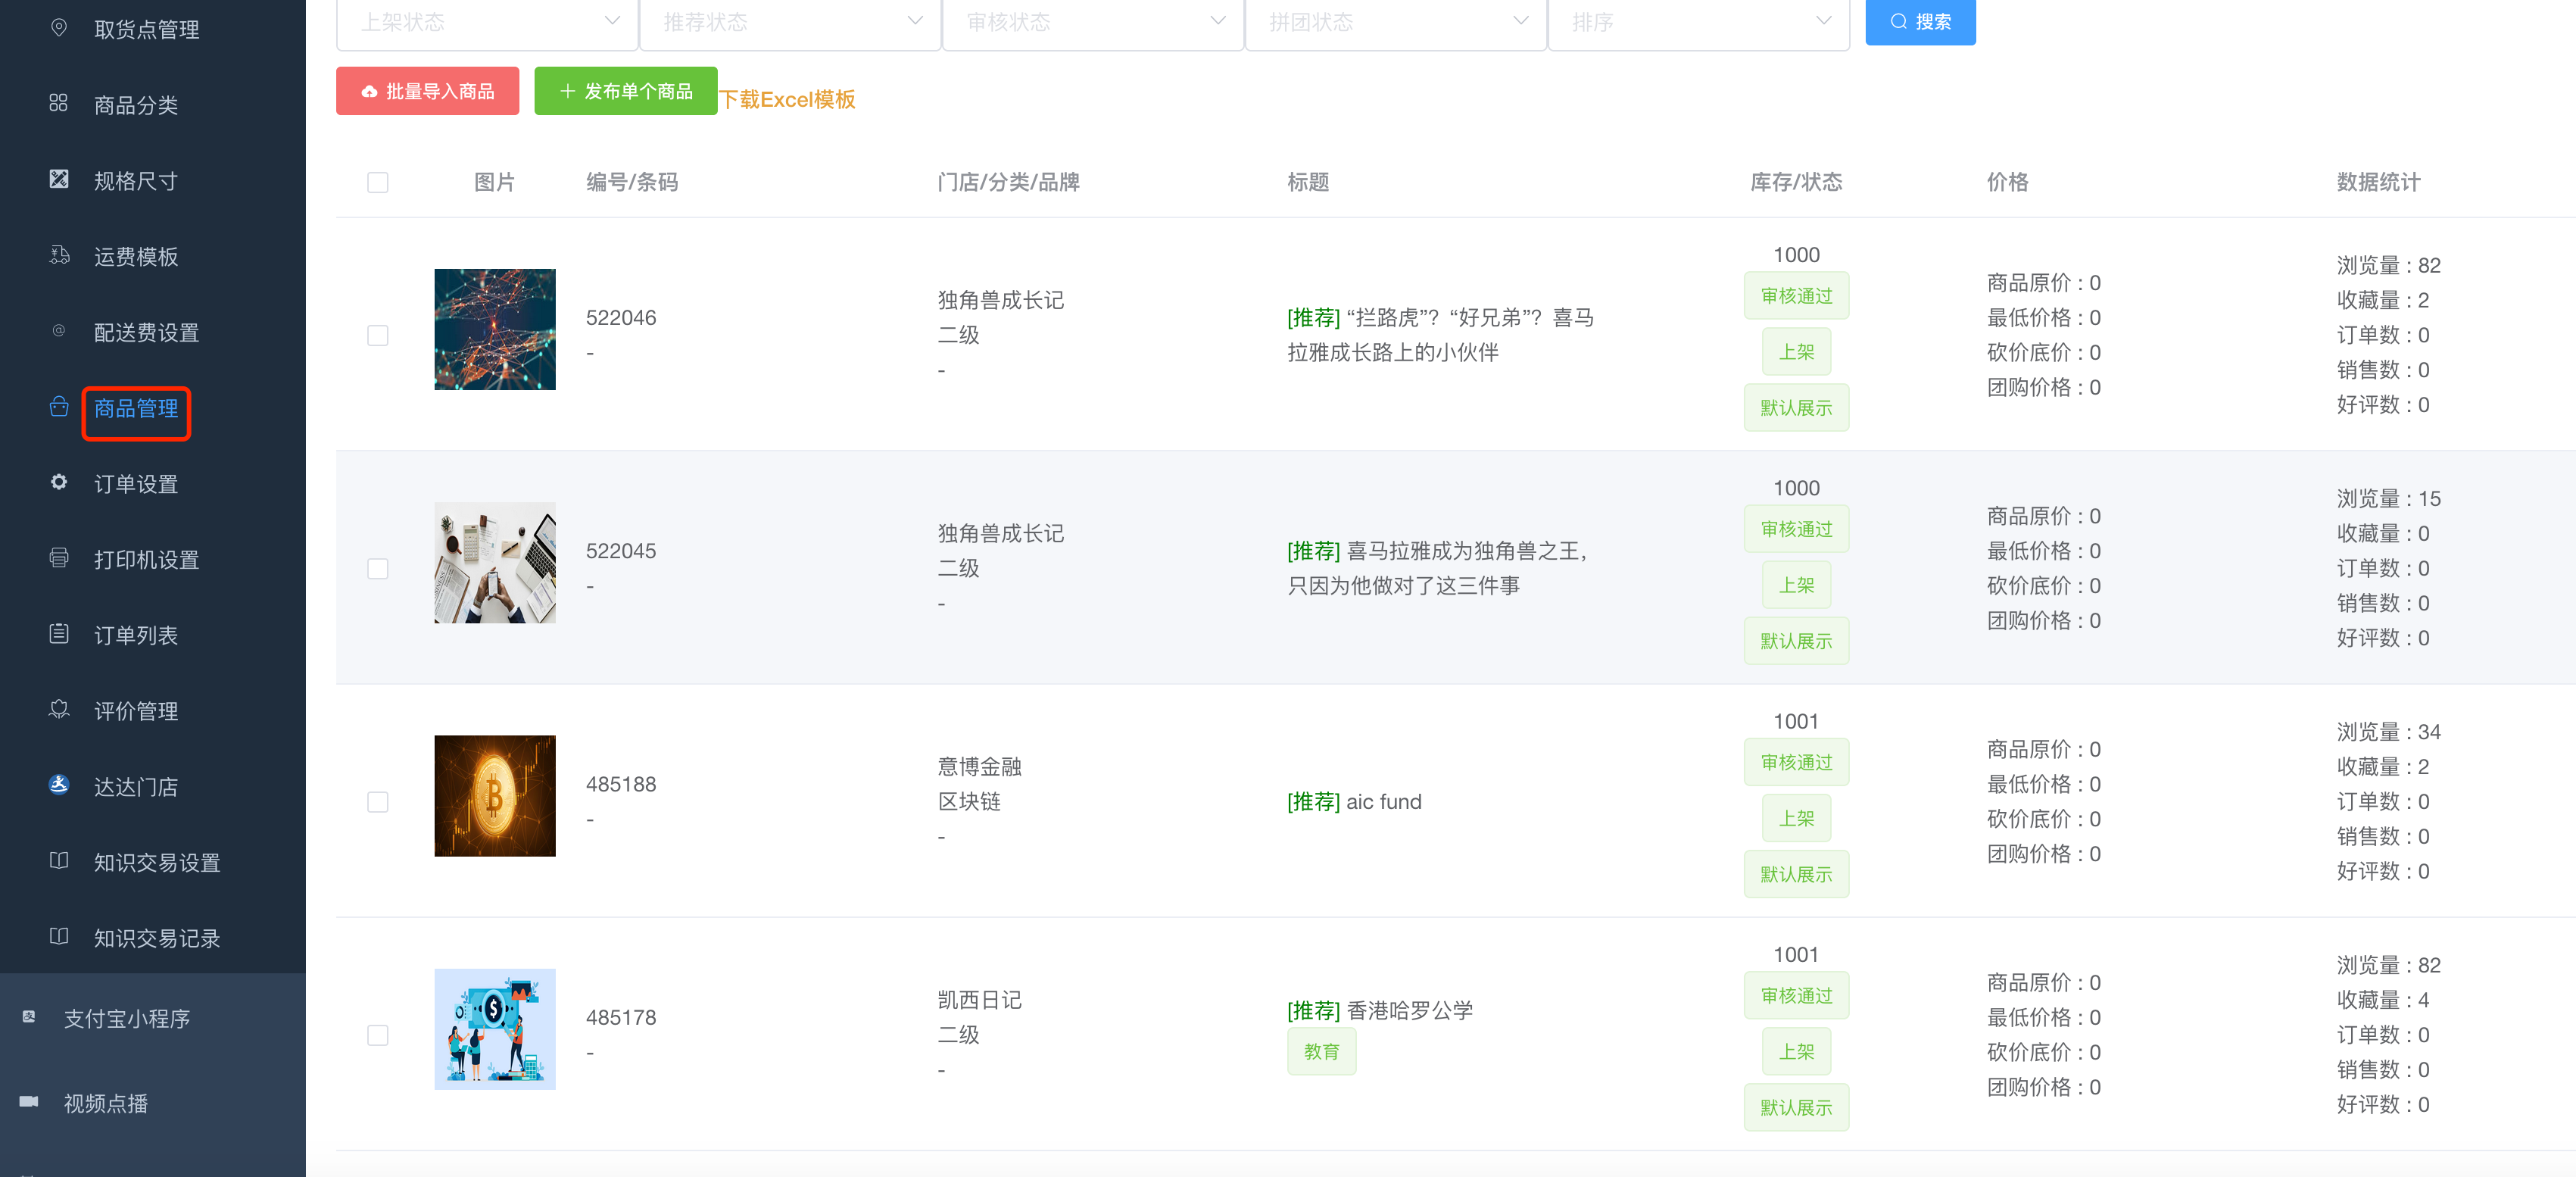 取货点管理
商品分类
规格尺寸
运费模板
配送费设置
商品管理
订单设置
打印机设置
订单列表
评价管理
达达门店
知识交易设置
知识交易记录
支付宝小程序
视频点播
上架状态
推荐状态
审核状态
拼团状态
排序
搜索
批量导入商品
发布单个商品
下载Excel模板
图片
编号/条码
门店/分类/品牌
标题
库存/状态
价格
数据统计
522046
-
独角兽成长记
二级
-
[推荐] “拦路虎”？“好兄弟”？喜马
拉雅成长路上的小伙伴
1000
审核通过
上架
默认展示
商品原价 : 0
最低价格 : 0
砍价底价 : 0
团购价格 : 0
浏览量 : 82
收藏量 : 2
订单数 : 0
销售数 : 0
好评数 : 0
522045
-
独角兽成长记
二级
-
[推荐] 喜马拉雅成为独角兽之王，
只因为他做对了这三件事
1000
审核通过
上架
默认展示
商品原价 : 0
最低价格 : 0
砍价底价 : 0
团购价格 : 0
浏览量 : 15
收藏量 : 0
订单数 : 0
销售数 : 0
好评数 : 0
485188
-
意博金融
区块链
-
[推荐] aic fund
1001
审核通过
上架
默认展示
商品原价 : 0
最低价格 : 0
砍价底价 : 0
团购价格 : 0
浏览量 : 34
收藏量 : 2
订单数 : 0
销售数 : 0
好评数 : 0
485178
-
凯西日记
二级
-
[推荐] 香港哈罗公学
教育
1001
审核通过
上架
默认展示
商品原价 : 0
最低价格 : 0
砍价底价 : 0
团购价格 : 0
浏览量 : 82
收藏量 : 4
订单数 : 0
销售数 : 0
好评数 : 0